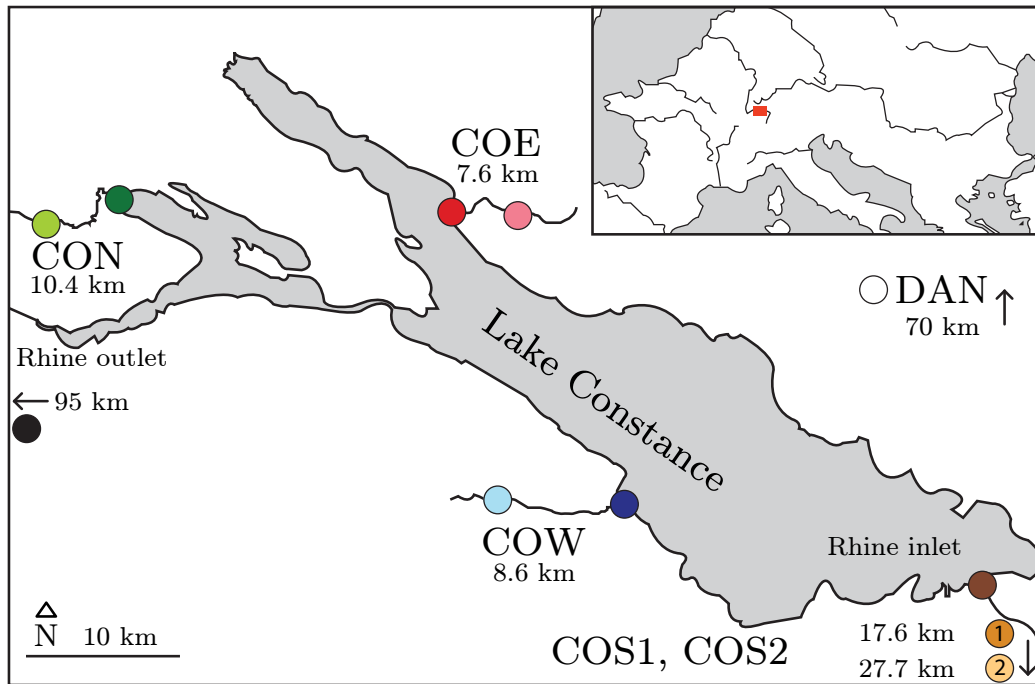 COE
7.6 km
CON
10.4 km
DAN
70 km
Lake Constance
Rhine outlet
95 km
COW
8.6 km
Rhine inlet
N 10 km
COS1, COS2
17.6 km 1
27.7 km 2